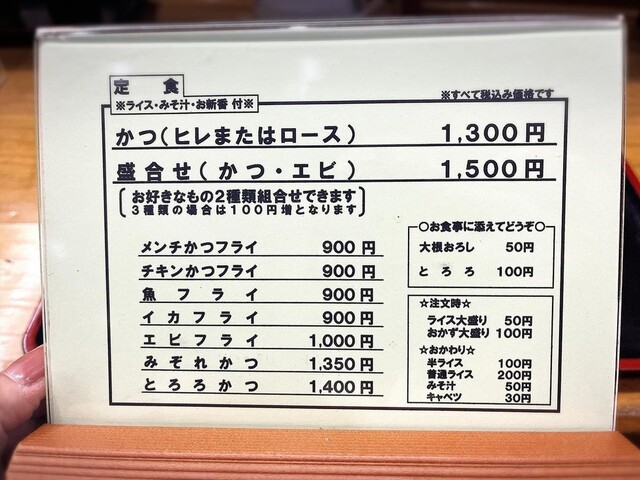 定食
※ライス・みそ汁・お新香 付※
※すべて税込み価格です
かつ(ヒレまたはロース) 1,300円
盛合せ(かつ・エビ) 1,500円
お好きなもの2種類組合せできます
3種類の場合は100円増となります
メンチかつフライ 900円
チキンかつフライ 900円
魚フライ 900円
イカフライ 900円
エビフライ 1,000円
みぞれかつ 1,350円
とろろかつ 1,400円
○お食事に添えてどうぞ○
大根おろし 50円
とろろ 100円
☆注文時☆
ライス大盛り 50円
おかず大盛り 100円
☆おかわり☆
半ライス 100円
普通ライス 200円
みそ汁 50円
キャベツ 30円